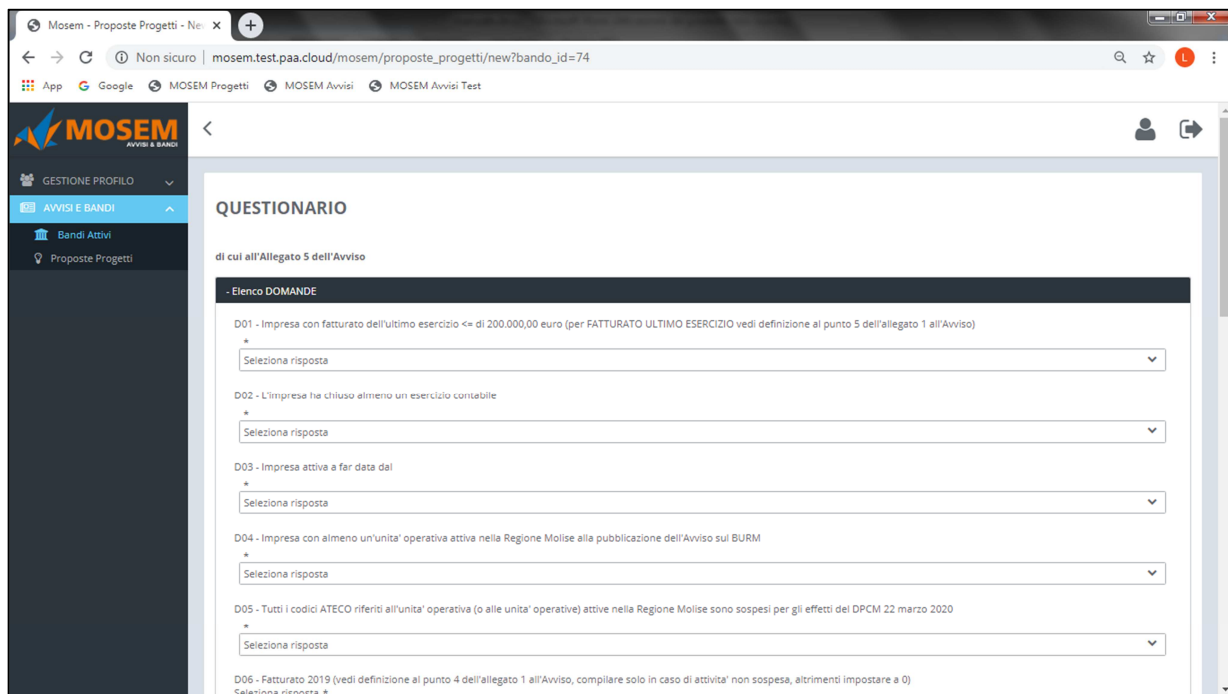 Mosem - Proposte Progetti - Ne
Non sicuro | mosem.test.paa.cloud/mosem/proposte_progetti/new?bando_id=74
L
App Google MOSEM Progetti MOSEM Avvisi MOSEM Avvisi Test
MOSEM
AVVISI & BANDI
GESTIONE PROFILO
AVVISI E BANDI
Bandi Attivi
Proposte Progetti
QUESTIONARIO
di cui all'Allegato 5 dell'Avviso
- Elenco DOMANDE
D01 - Impresa con fatturato dell'ultimo esercizio <= di 200.000,00 euro (per FATTURATO ULTIMO ESERCIZIO vedi definizione al punto 5 dell'allegato 1 all'Avviso)
*
Seleziona risposta
D02 - L'impresa ha chiuso almeno un esercizio contabile
*
Seleziona risposta
D03 - Impresa attiva a far data dal
*
Seleziona risposta
D04 - Impresa con almeno un'unita' operativa attiva nella Regione Molise alla pubblicazione dell'Avviso sul BURM
*
Seleziona risposta
D05 - Tutti i codici ATECO riferiti all'unita' operativa (o alle unita' operative) attive nella Regione Molise sono sospesi per gli effetti del DPCM 22 marzo 2020
*
Seleziona risposta
D06 - Fatturato 2019 (vedi definizione al punto 4 dell'allegato 1 all'Avviso, compilare solo in caso di attivita' non sospesa, altrimenti impostare a 0)
Seleziona risposta *